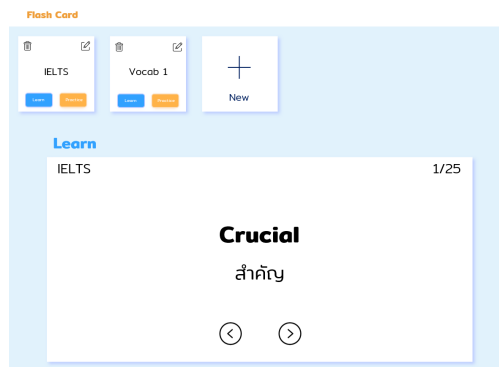 Flash Card
IELTS
Vocab 1
Learn
Practice
Learn
Practice
New
Learn
IELTS
1/25
Crucial
สำคัญ